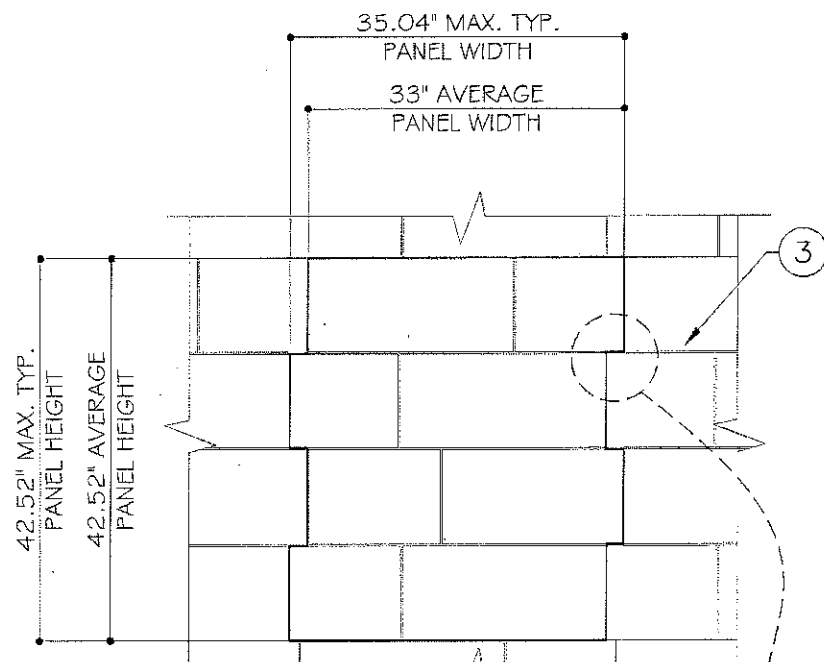 35.04" MAX. TYP.
PANEL WIDTH
33" AVERAGE
PANEL WIDTH
3
42.52" MAX. TYP.
PANEL HEIGHT
42.52" AVERAGE
PANEL HEIGHT